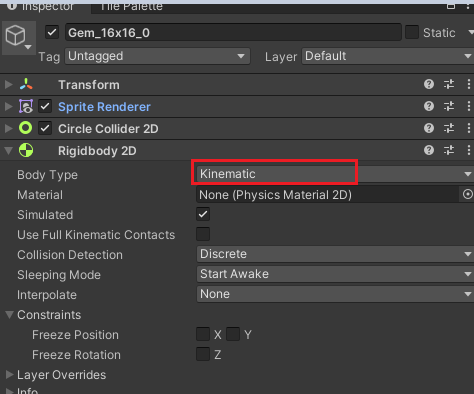 Inspector Tile Palette
Gem_16x16_0 Static
Tag Untagged Layer Default
Transform
Sprite Renderer
Circle Collider 2D
Rigidbody 2D
Body Type Kinematic
Material None (Physics Material 2D)
Simulated
Use Full Kinematic Contacts
Collision Detection Discrete
Sleeping Mode Start Awake
Interpolate None
Constraints
Freeze Position X Y
Freeze Rotation Z
Layer Overrides
Info